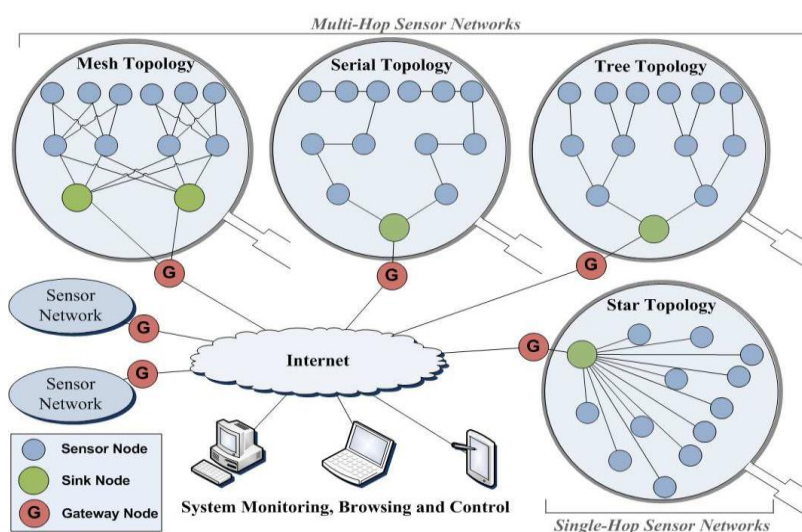 Multi-Hop Sensor Networks
Mesh Topology
Serial Topology
Tree Topology
G
G
G
Sensor
Network
G
Star Topology
G
Internet
Sensor
Network
G
Sensor Node
Sink Node
G Gateway Node
System Monitoring, Browsing and Control
Single-Hop Sensor Networks